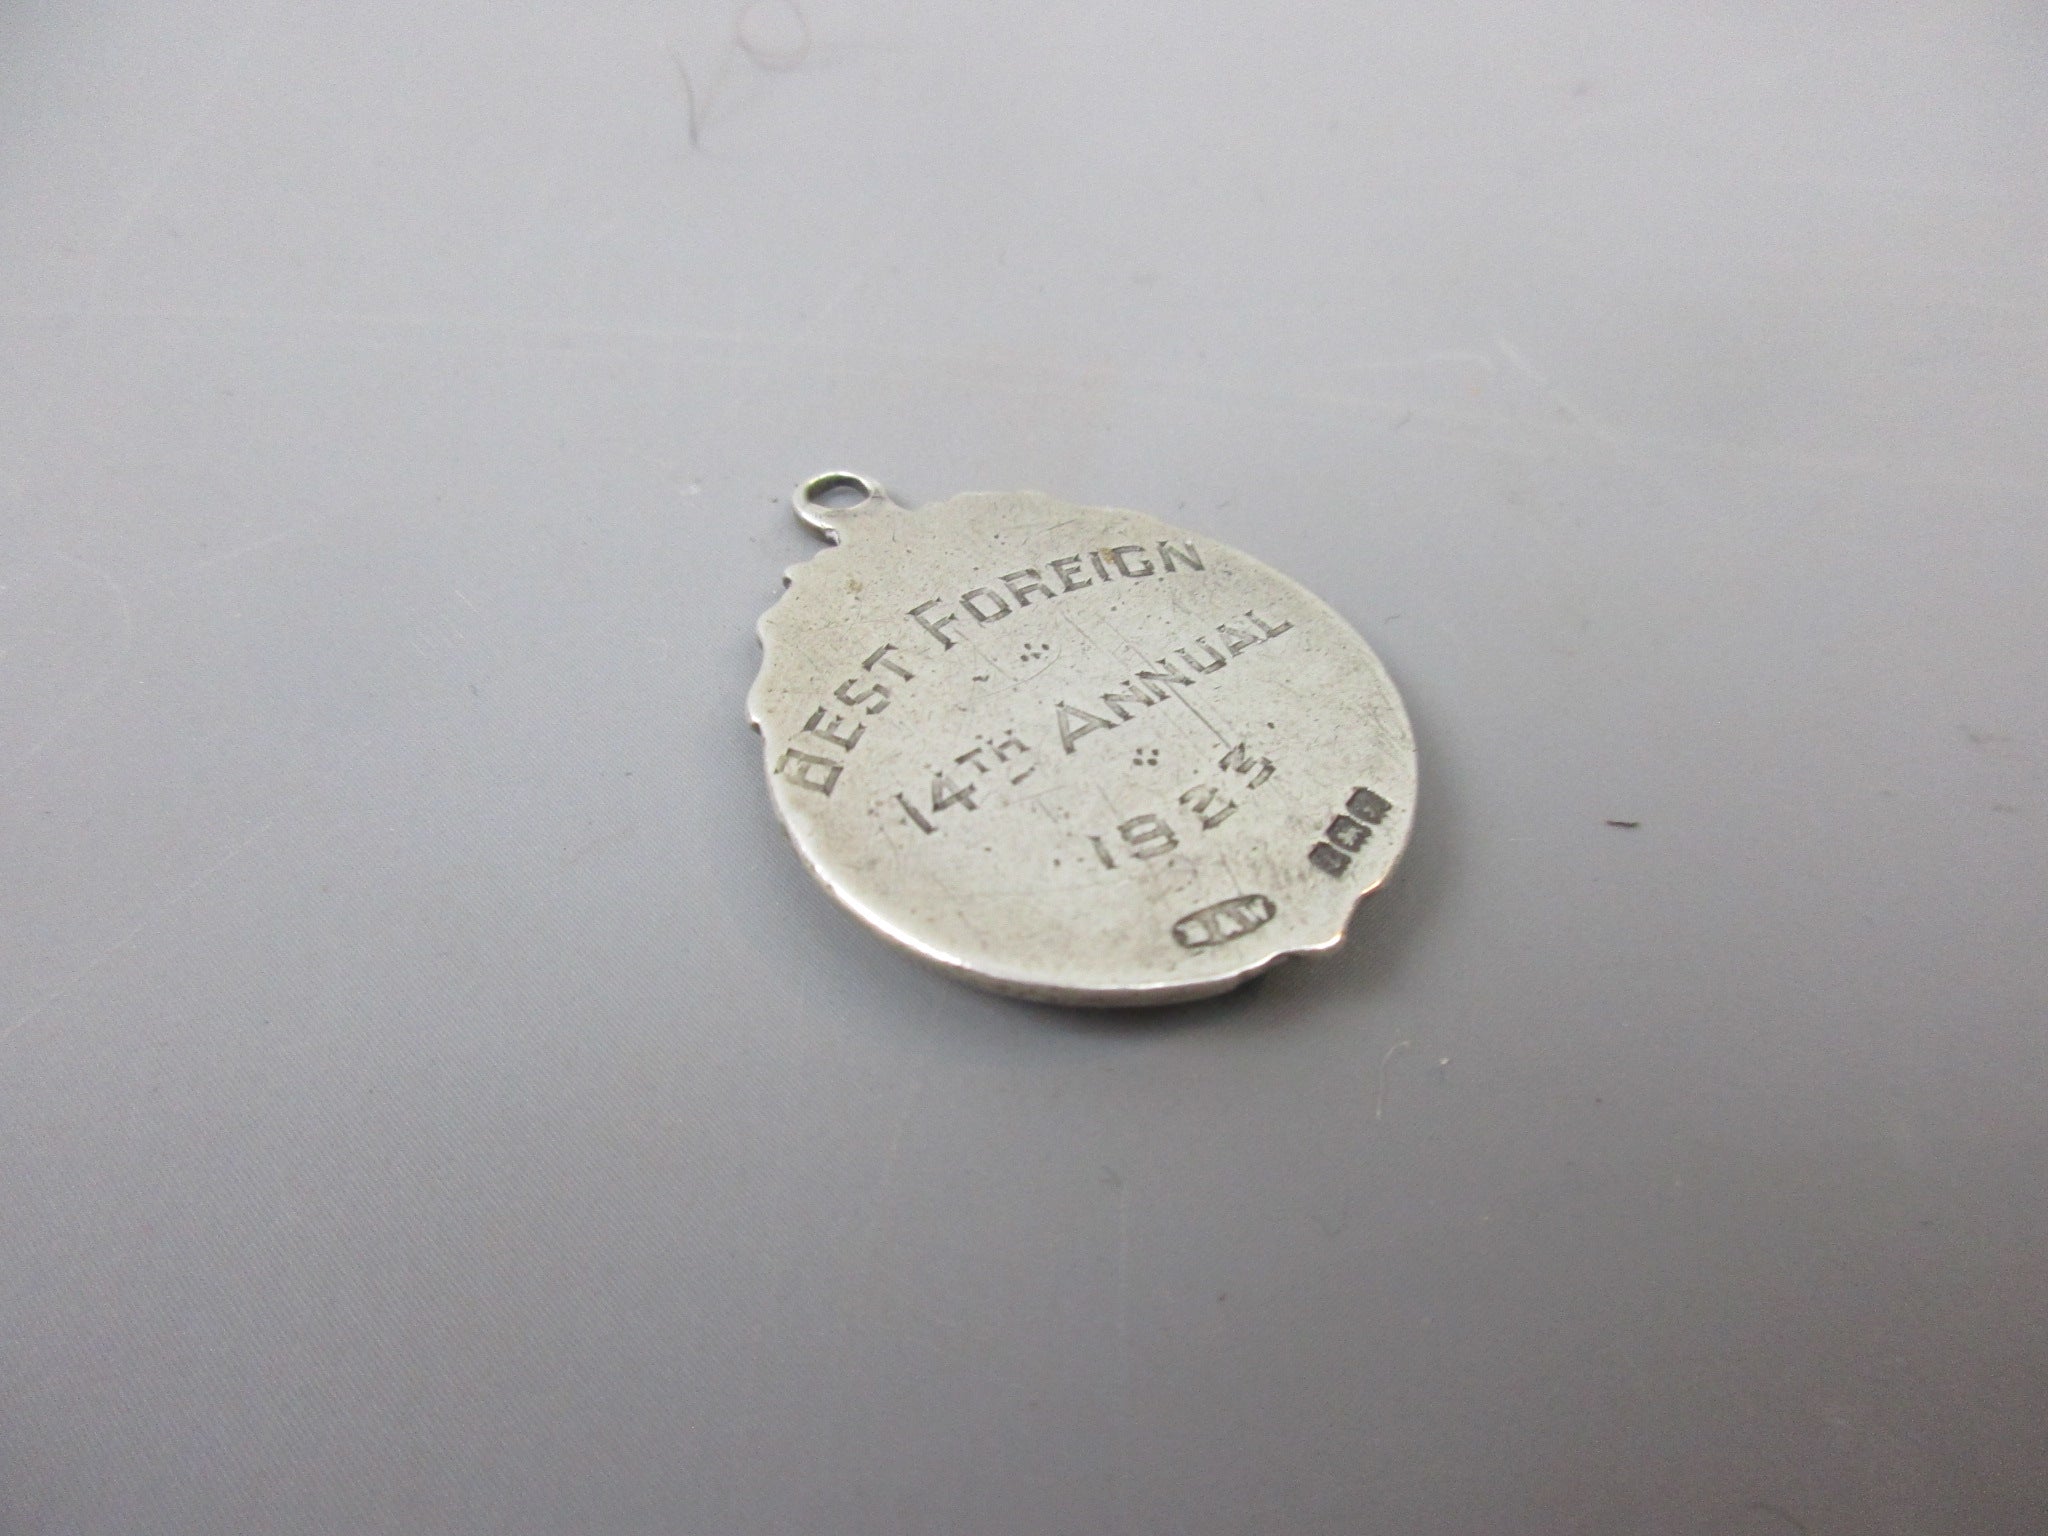 BEST FOREIGN
14TH ANNUAL
1923